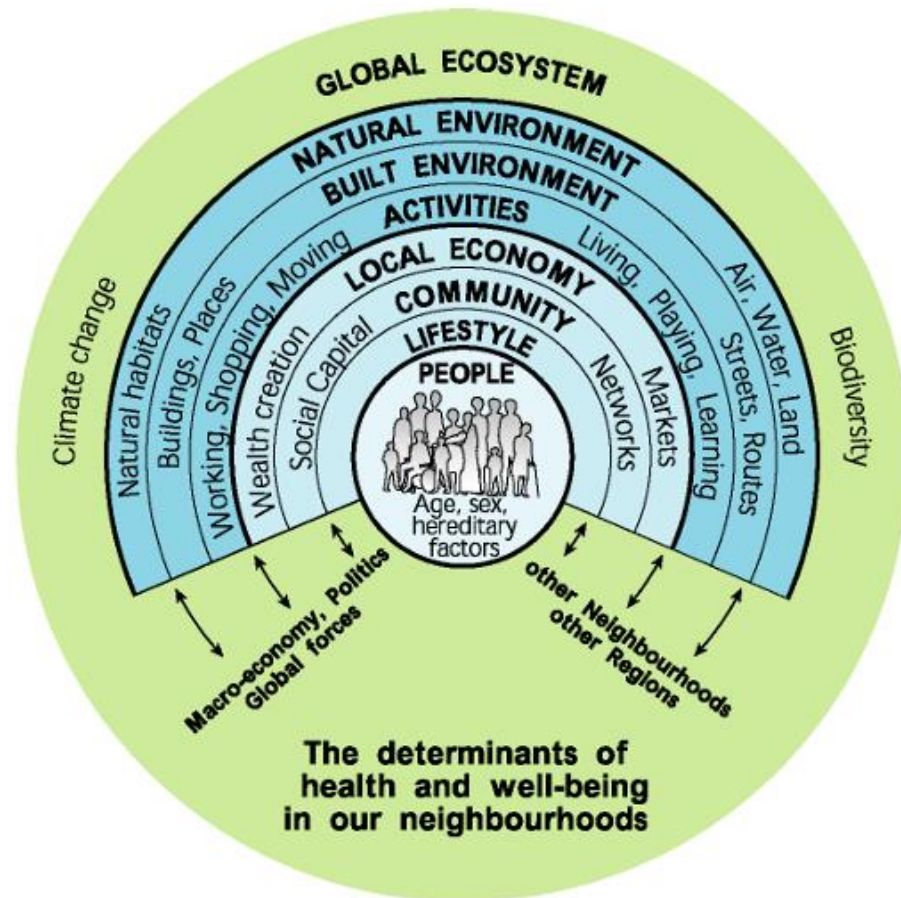 GLOBAL ECOSYSTEM
NATURAL ENVIRONMENT
BUILT ENVIRONMENT
ACTIVITIES
LOCAL ECONOMY
COMMUNITY
LIFESTYLE
PEOPLE
Age, sex,
hereditary
factors
Climate change
Natural habitats
Buildings, Places
Working, Shopping, Moving
Wealth creation
Social Capital
Networks
Markets
Living, Playing, Learning
Streets, Routes
Air, Water, Land
Biodiversity
Macro-economy, Politics
Global forces
other Neighbourhoods
other Regions
The determinants of
health and well-being
in our neighbourhoods